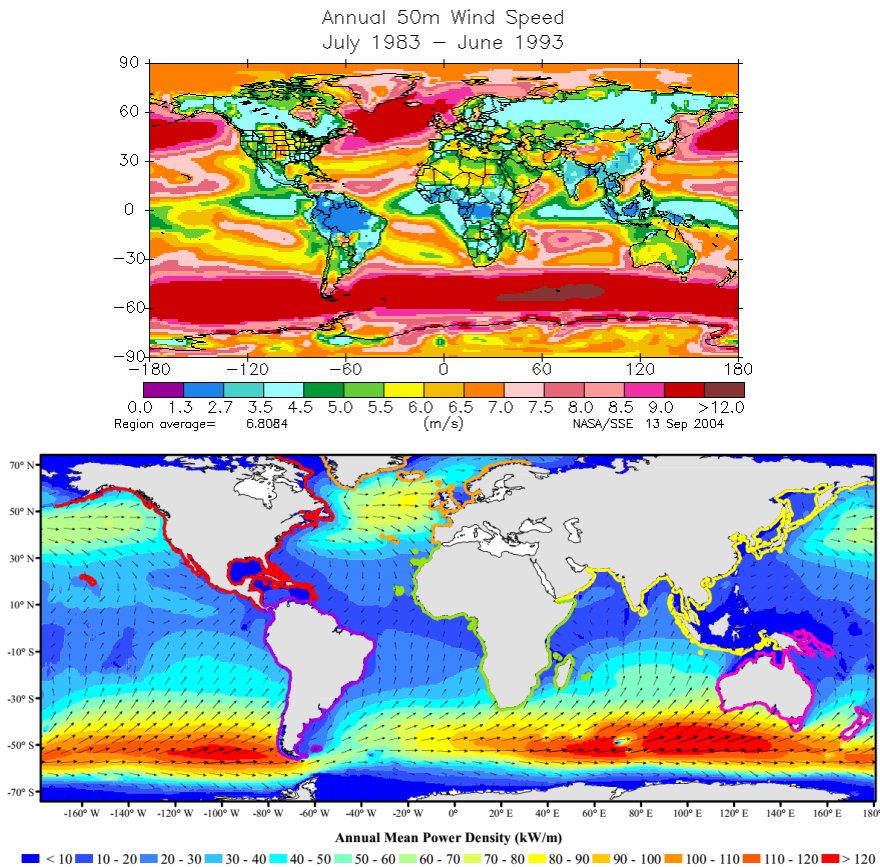 Annual 50m Wind Speed
July 1983 – June 1993
90
60
30
0
-30
-60
-90
-180 -120 -60 0 60 120 180
0.0 1.3 2.7 3.5 4.5 5.0 5.5 6.0 6.5 7.0 7.5 8.0 8.5 9.0 >12.0
Region average= 6.8084 (m/s) NASA/SSE 13 Sep 2004
70° N
50° N
30° N
10° N
-10° S
-30° S
-50° S
-70° S
-160° W -140° W -120° W -100° W -80° W -60° W -40° W -20° W 0° E 20° E 40° E 60° E 80° E 100° E 120° E 140° E 160° E 180°
Annual Mean Power Density (kW/m)
< 10 10 - 20 20 - 30 30 - 40 40 - 50 50 - 60 60 - 70 70 - 80 80 - 90 90 - 100 100 - 110 110 - 120 > 120